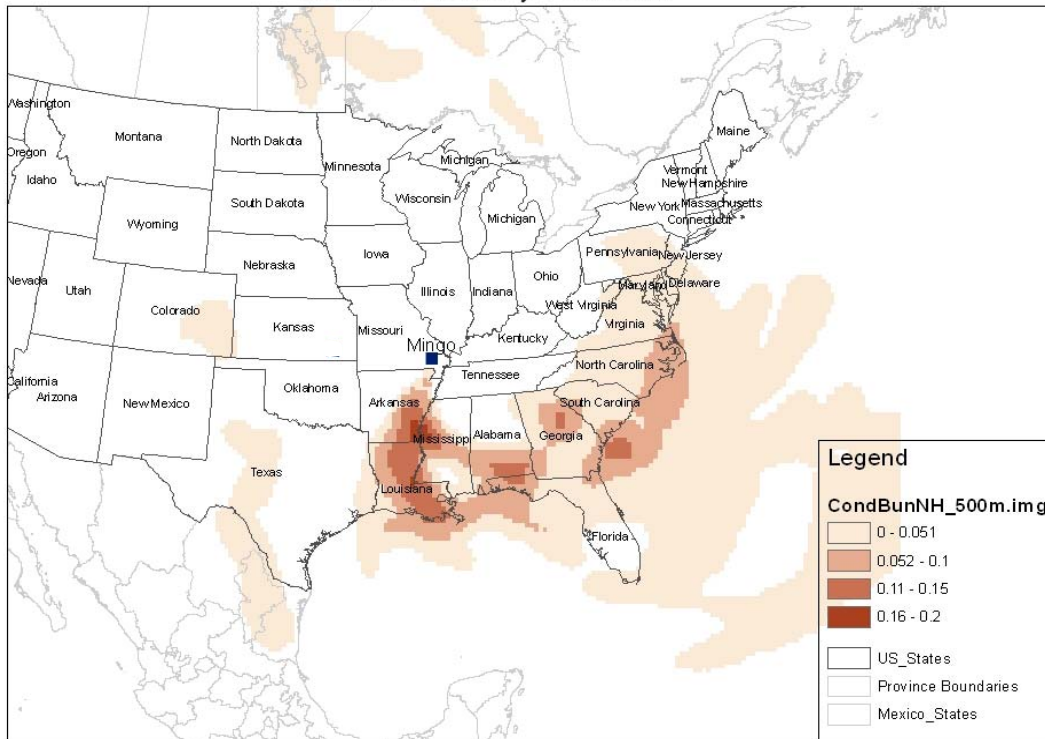 Washington
Montana
North Dakota
Minnesota
Michigan
Maine
Oregon
Idaho
Wisconsin
Vermont
New Hampshire
South Dakota
Michigan
New York
Massachusetts
Connecticut
Wyoming
Iowa
Pennsylvania
New Jersey
Nebraska
Nevada
Utah
Colorado
Illinois
Indiana
Ohio
Maryland
Delaware
West Virginia
Kansas
Missouri
Virginia
Kentucky
Mingo
North Carolina
Tennessee
California
Arizona
New Mexico
Oklahoma
Arkansas
South Carolina
Mississipp
Alabama
Georgia
Texas
Louisiana
Florida
Legend
CondBunNH_500m.img
0 - 0.051
0.052 - 0.1
0.11 - 0.15
0.16 - 0.2
US_States
Province Boundaries
Mexico_States